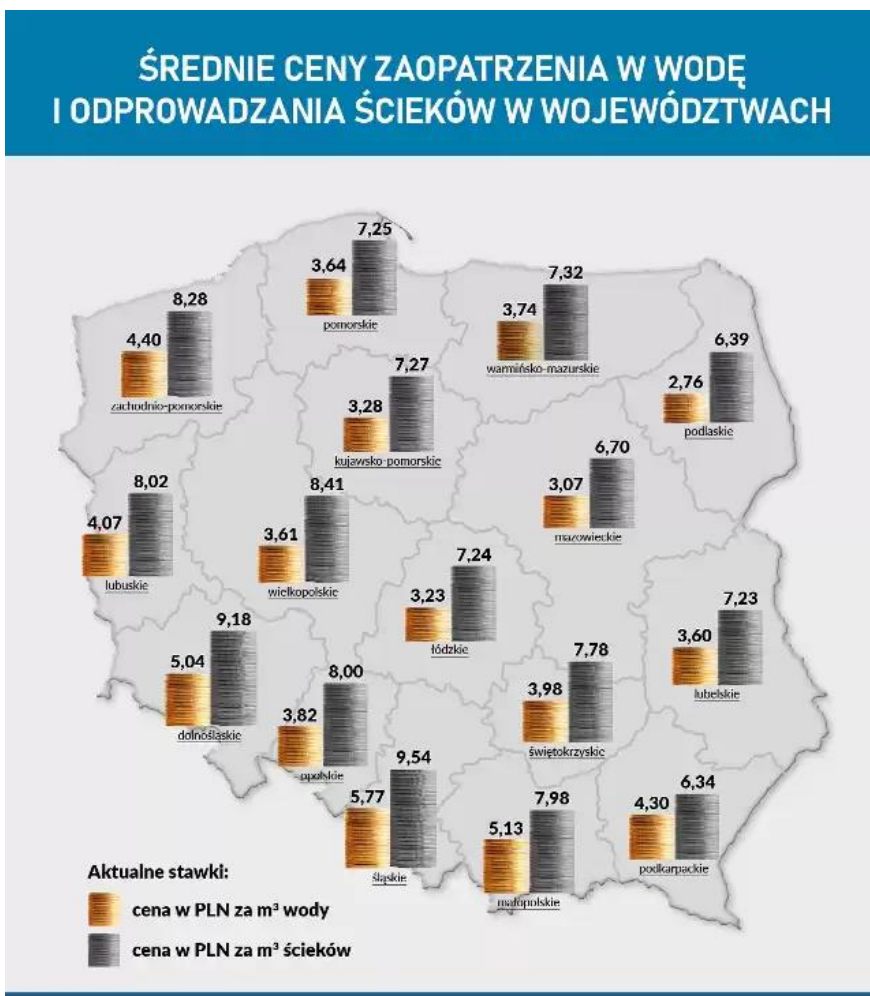 ŚREDNIE CENY ZAOPATRZENIA W WODĘ
I ODPROWADZANIA ŚCIEKÓW W WOJEWÓDZTWACH
7,25
3,64
pomorskie
7,32
3,74
warmińsko-mazurskie
8,28
4,40
zachodnio-pomorskie
6,39
2,76
podlaskie
7,27
3,28
kujawsko-pomorskie
6,70
3,07
mazowieckie
8,02
4,07
lubuskie
8,41
3,61
wielkopolskie
7,24
3,23
łódzkie
7,23
3,60
lubelskie
9,18
5,04
dolnośląskie
8,00
3,82
opolskie
7,78
3,98
świętokrzyskie
9,54
5,77
śląskie
7,98
5,13
małopolskie
6,34
4,30
podkarpackie
Aktualne stawki:
cena w PLN za m³ wody
cena w PLN za m³ ścieków